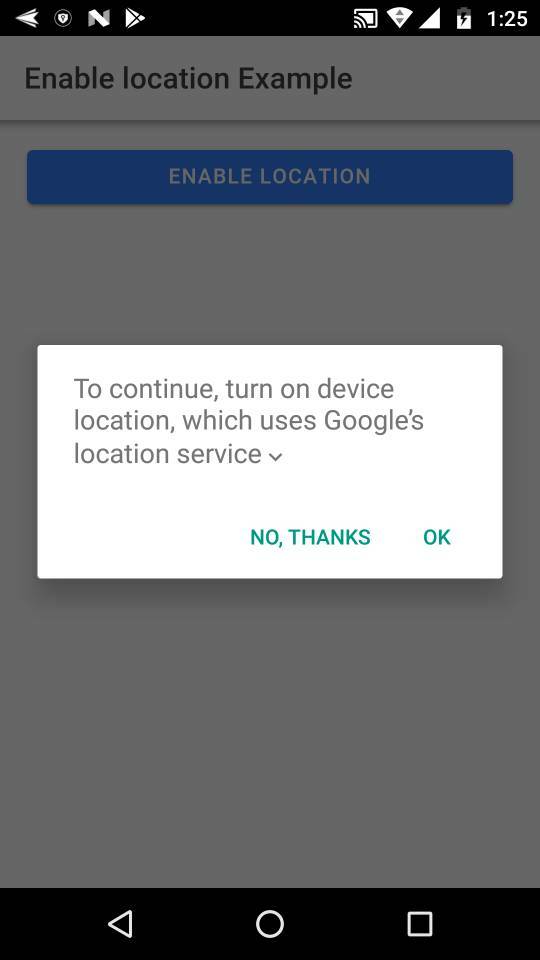 1:25
Enable location Example
ENABLE LOCATION
To continue, turn on device
location, which uses Google’s
location service
NO, THANKS OK